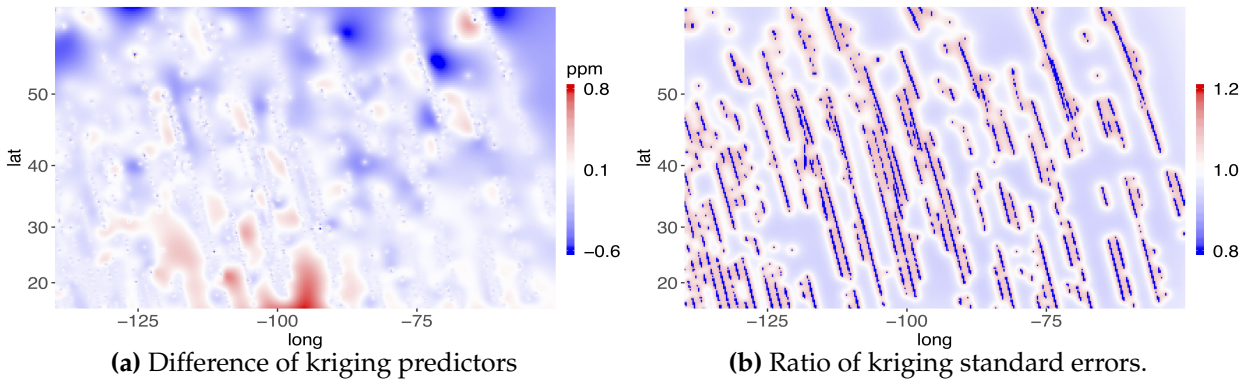 ppm
50
40
30
20
lat
−125
−100
−75
long
0.8
0.1
−0.6
(a) Difference of kriging predictors
50
40
30
20
lat
−125
−100
−75
long
1.2
1.0
0.8
(b) Ratio of kriging standard errors.